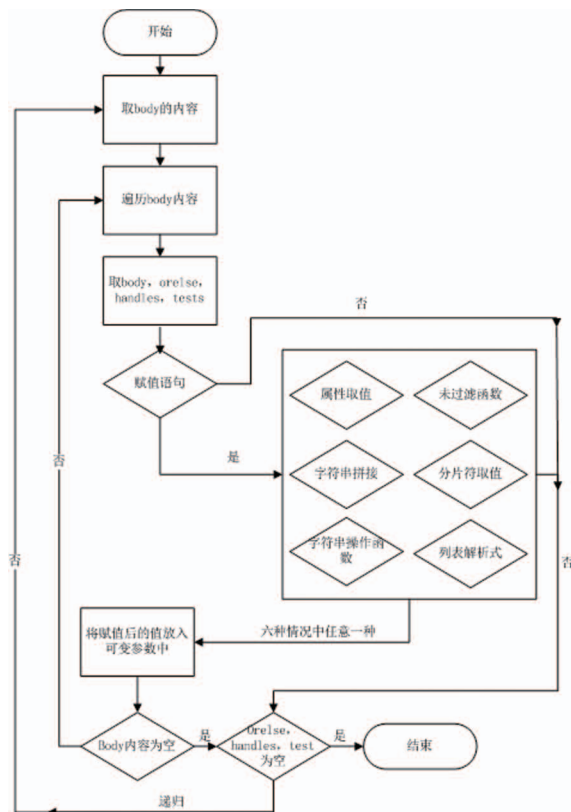 开始
取body的内容
遍历body内容
取body，orelse，
handles，tests
否
赋值语句
属性取值
未过滤函数
否
是
字符串拼接
分片符取值
字符串操作函
数
列表解析式
否
否
六种情况中任意一种
将赋值后的值放入
可变参数中
Body内容为空
是
Orelse，
handles，test
为空
是
结束
递归